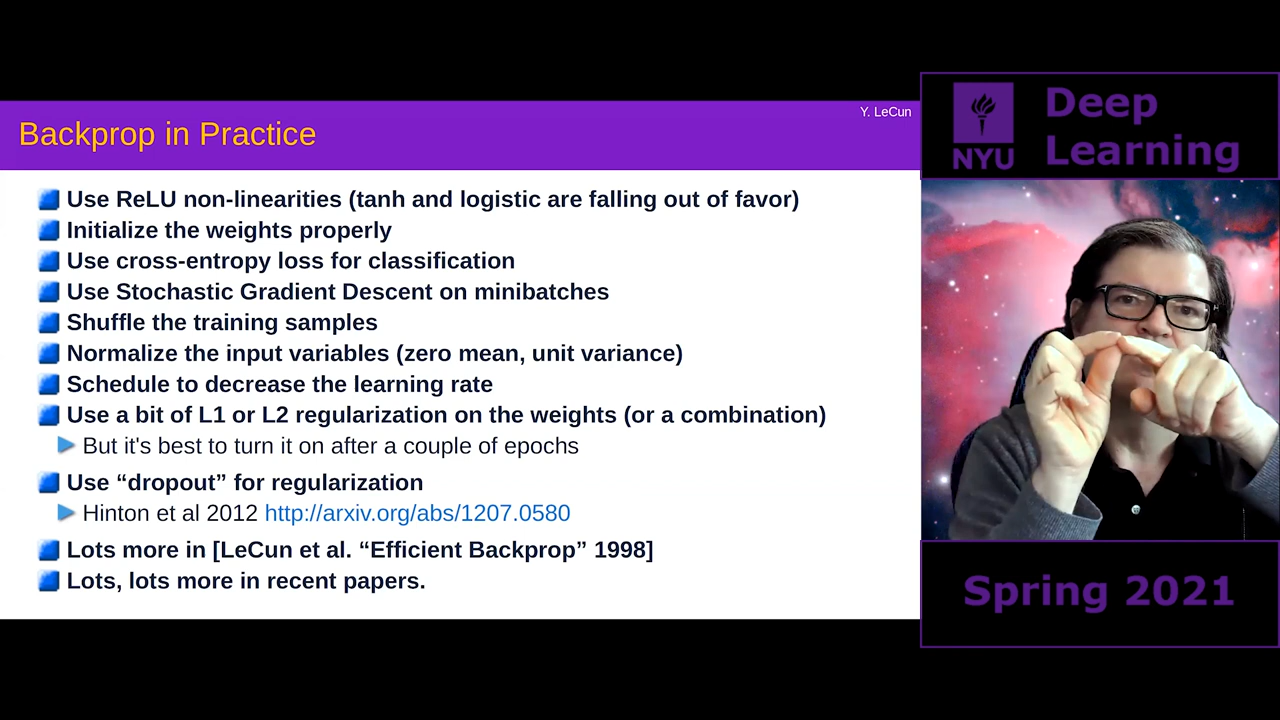 Y. LeCun
Backprop in Practice
Use ReLU non-linearities (tanh and logistic are falling out of favor)
Initialize the weights properly
Use cross-entropy loss for classification
Use Stochastic Gradient Descent on minibatches
Shuffle the training samples
Normalize the input variables (zero mean, unit variance)
Schedule to decrease the learning rate
Use a bit of L1 or L2 regularization on the weights (or a combination)
But it's best to turn it on after a couple of epochs
Use “dropout” for regularization
Hinton et al 2012 http://arxiv.org/abs/1207.0580
Lots more in [LeCun et al. “Efficient Backprop” 1998]
Lots, lots more in recent papers.
NYU
Deep
Learning
Spring 2021